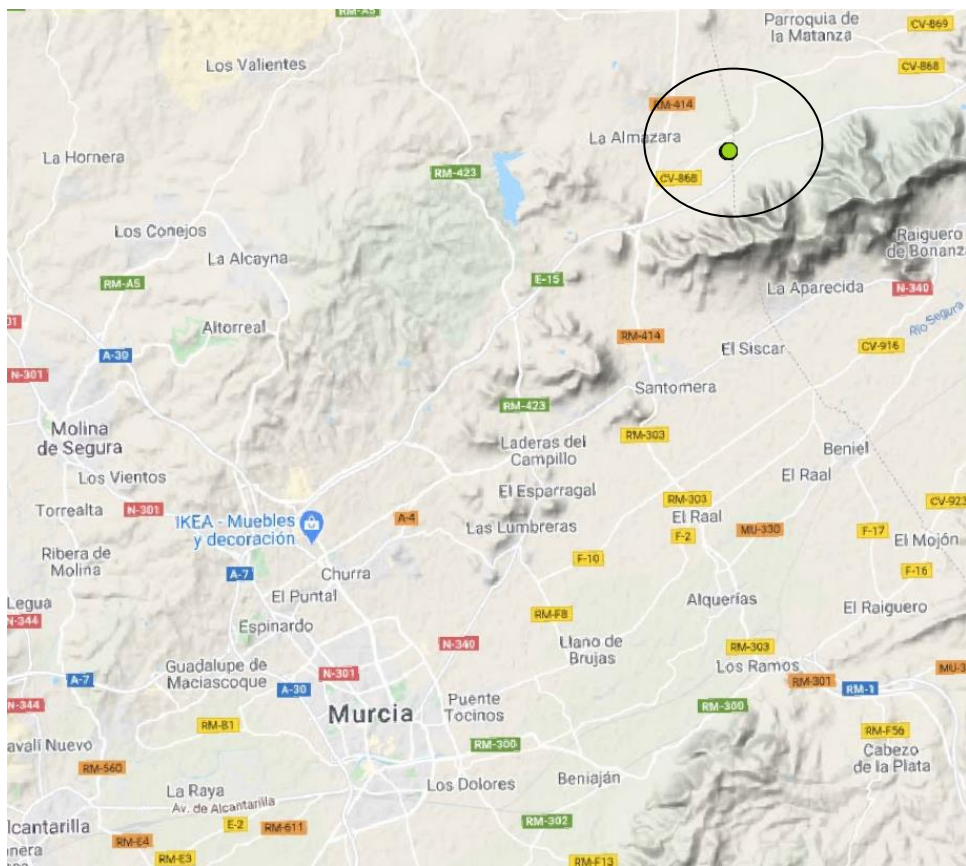 RM-A5
Parroquia de
la Matanza
CV-869
Los Valientes
CV-868
RM-414
La Almazara
La Hornera
RM-423
CV-868
Los Conejos
Raiguero
de Bonanza
La Alcayna
RM-A5
E-15
La Aparecida
N-340
Río Segura
Altorreal
RM-414
CV-916
A-30
El Siscar
N-301
Santomera
RM-423
Molina
de Segura
RM-303
Laderas del
Campillo
Beniel
Los Vientos
El Raal
El Esparragal
RM-303
CV-923
Torrealta
N-301
IKEA - Muebles
y decoración
A-4
Las Lumbreras
El Raal
F-2
MU-330
F-17
El Mojón
Ribera de
Molina
F-10
A-7
Churra
F-16
El Puntal
Alquerías
El Raiguero
Legua
N-344
Espinardo
N-340
RM-F8
Llano de
Brujas
RM-303
Guadalupe de
Maciascoque
N-301
Los Ramos
A-7
A-30
RM-301
RM-1
N-344
Puente
Tocinos
RM-300
Murcia
RM-B1
RM-F56
avalí Nuevo
RM-300
Cabezo
de la Plata
RM-560
Beniaján
La Raya
Los Dolores
Av. de Alcantarilla
lcantarilla
E-2
RM-611
RM-302
RM-E4
nera
RM-E3
RM-F13